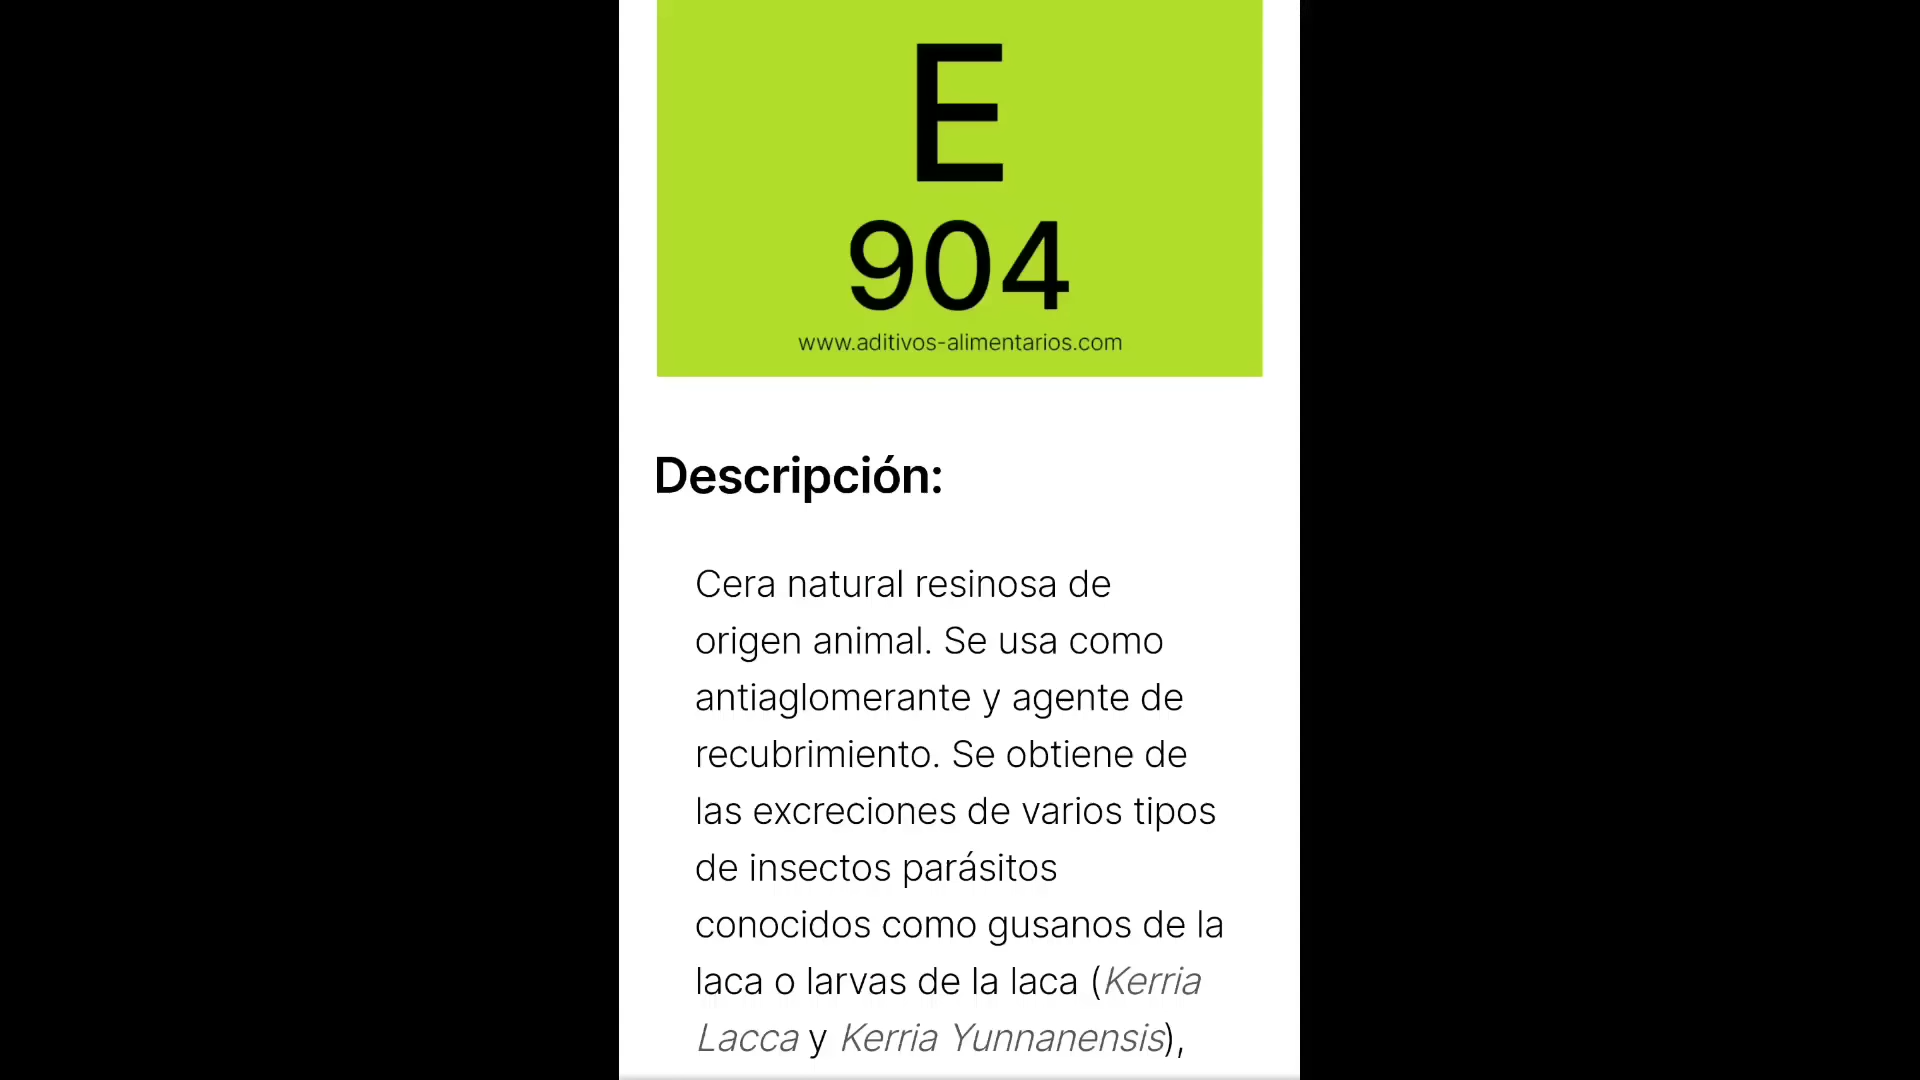 E
904
www.aditivos-alimentarios.com
Descripción:
Cera natural resinosa de
origen animal. Se usa como
antiaglomerante y agente de
recubrimiento. Se obtiene de
las excreciones de varios tipos
de insectos parásitos
conocidos como gusanos de la
laca o larvas de la laca (Kerria
Lacca y Kerria Yunnanensis),